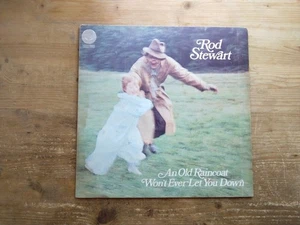 Rod
Stewart
An Old Raincoat
Won't Ever Let You Down